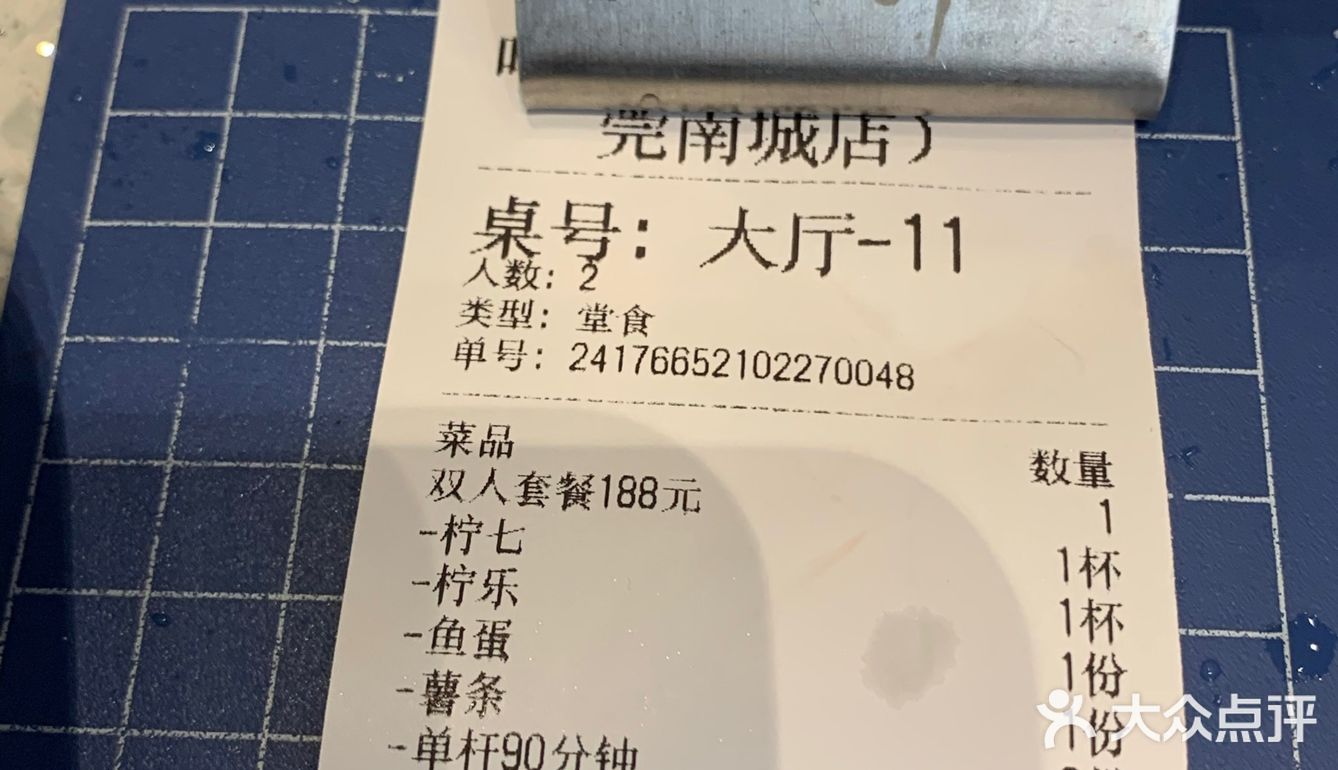 莞南城店）
桌号：大厅-11
人数：2
类型：堂食
单号：24176652102270048
菜品 数量
双人套餐188元 1
-柠七 1杯
-柠乐 1杯
-鱼蛋 1份
-薯条 1份
-单杆90分钟
大众点评